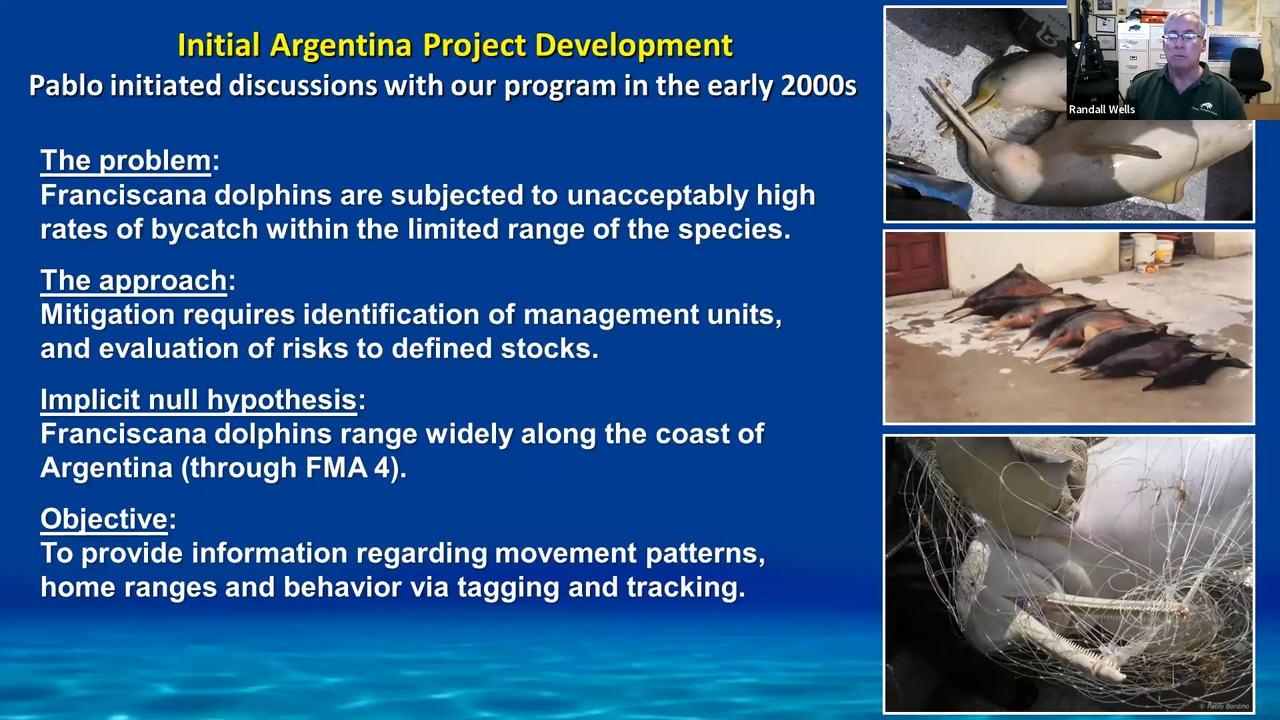 Initial Argentina Project Development
Pablo initiated discussions with our program in the early 2000s
The problem:
Franciscana dolphins are subjected to unacceptably high
rates of bycatch within the limited range of the species.
The approach:
Mitigation requires identification of management units,
and evaluation of risks to defined stocks.
Implicit null hypothesis:
Franciscana dolphins range widely along the coast of
Argentina (through FMA 4).
Objective:
To provide information regarding movement patterns,
home ranges and behavior via tagging and tracking.
Randall Wells
© Pablo Bordino